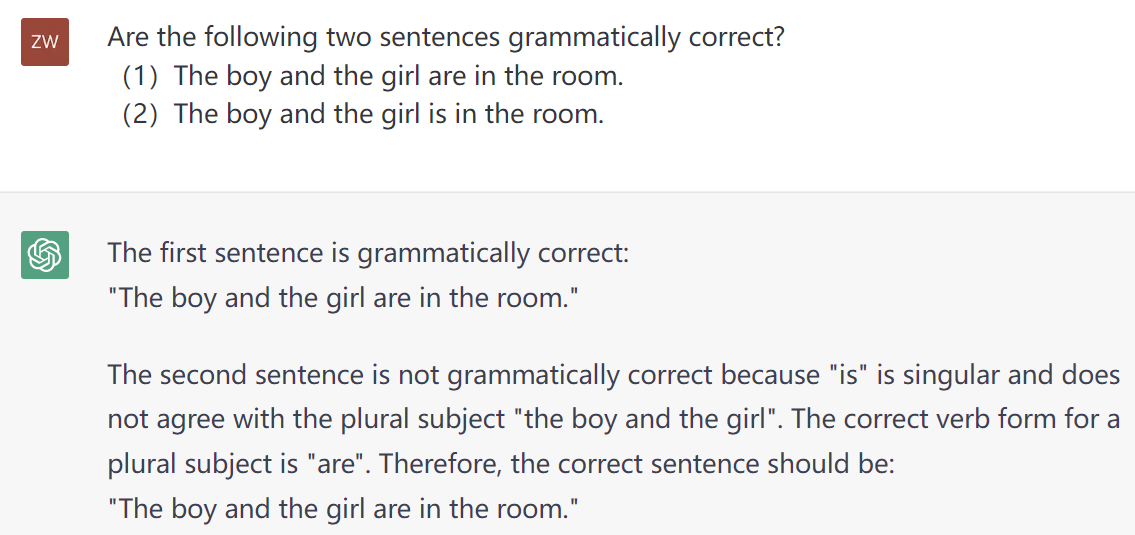 ZW
Are the following two sentences grammatically correct?
（1）The boy and the girl are in the room.
（2）The boy and the girl is in the room.
The first sentence is grammatically correct:
"The boy and the girl are in the room."
The second sentence is not grammatically correct because "is" is singular and does
not agree with the plural subject "the boy and the girl". The correct verb form for a
plural subject is "are". Therefore, the correct sentence should be:
"The boy and the girl are in the room."